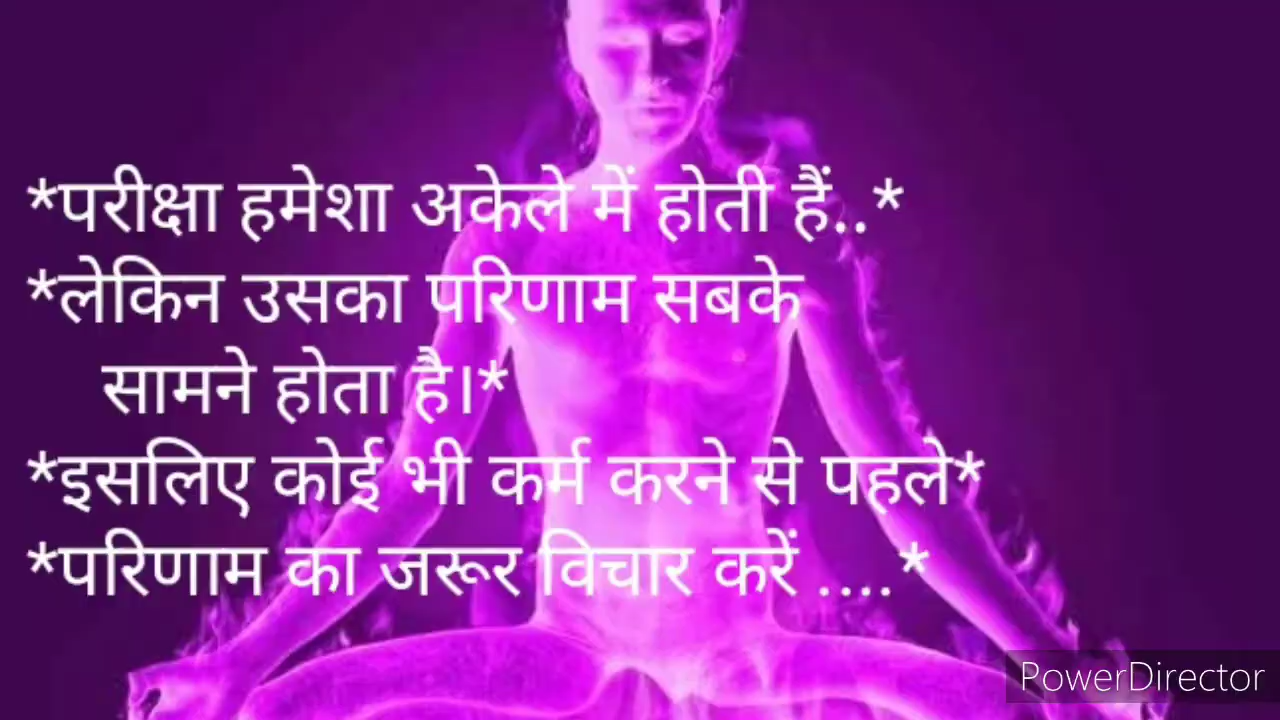 *परीक्षा हमेशा अकेले में होती हैं..*
*लेकिन उसका परिणाम सबके
सामने होता है।*
*इसलिए कोई भी कर्म करने से पहले*
*परिणाम का जरूर विचार करें ....*
PowerDirector